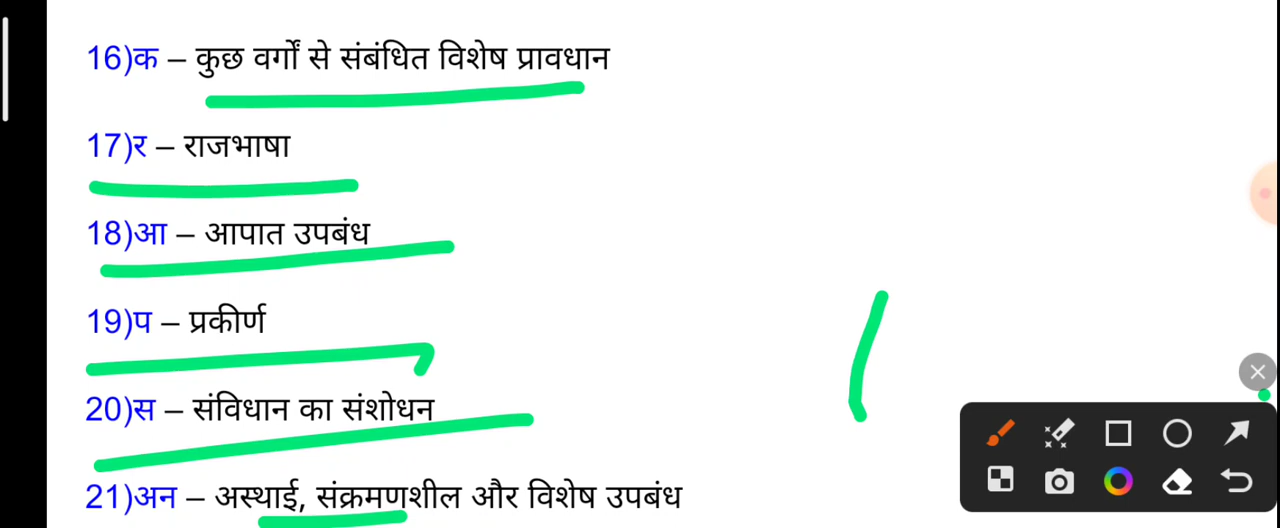 16)क – कुछ वर्गों से संबंधित विशेष प्रावधान
17)र – राजभाषा
18)आ – आपात उपबंध
19)प – प्रकीर्ण
20)स – संविधान का संशोधन
21)अन – अस्थाई, संक्रमणशील और विशेष उपबंध